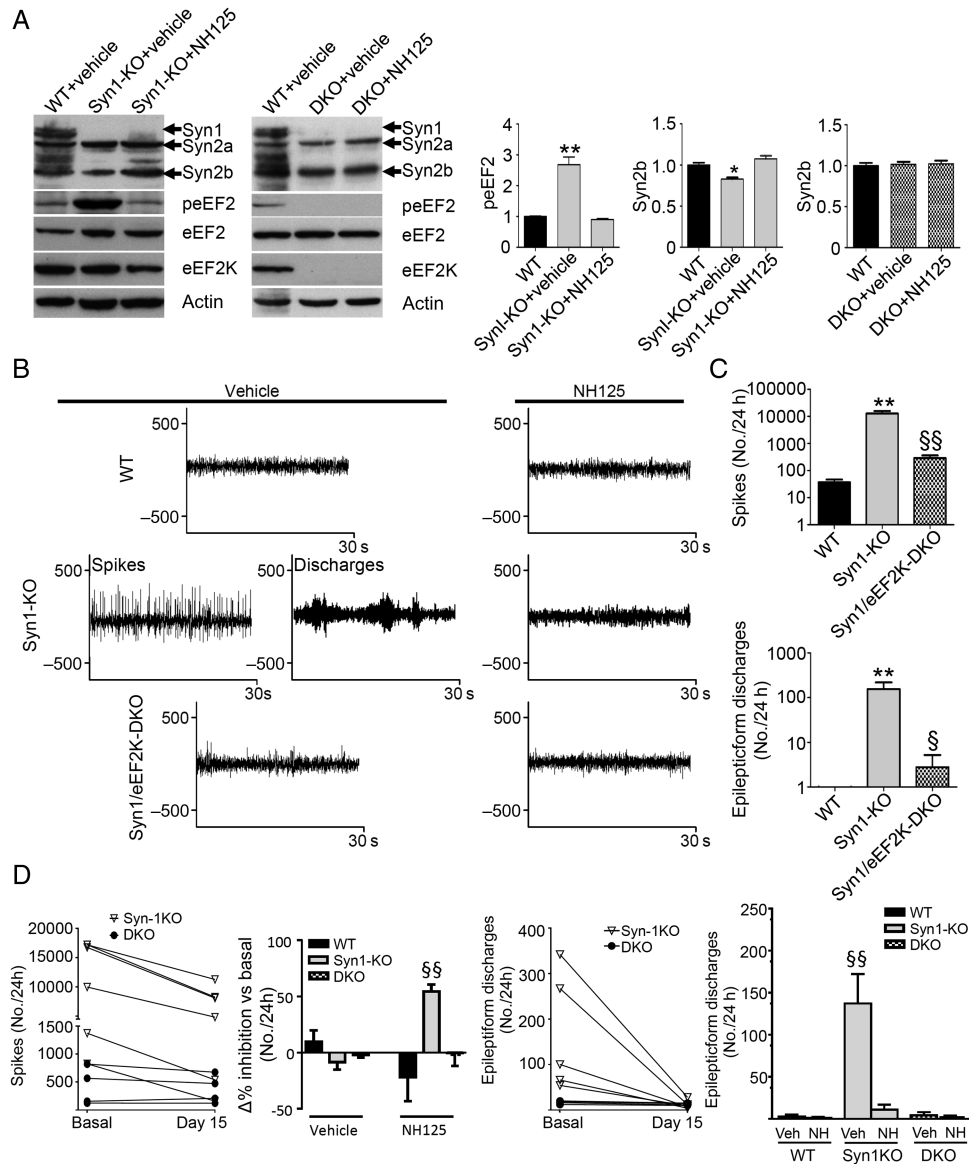 A
WT+vehicle
Syn1-KO+vehicle
Syn1-KO+NH125
Syn1
Syn2a
Syn2b
peEF2
eEF2
eEF2K
Actin
WT+vehicle
DKO+vehicle
DKO+NH125
Syn1
Syn2a
Syn2b
peEF2
eEF2
eEF2K
Actin
peEF2
4
3
2
1
0
**
WT
SynI-KO+vehicle
Syn1-KO+NH125
Syn2b
1.5
1.0
0.5
0
*
WT
SynI-KO+vehicle
Syn1-KO+NH125
Syn2b
1.5
1.0
0.5
0
WT
DKO+vehicle
DKO+NH125
B
Vehicle
NH125
WT
500
–500
30 s
30 s
Syn1-KO
500
–500
Spikes
30s
500
–500
Discharges
30s
500
–500
30 s
Syn1/eEF2K-DKO
500
–500
30 s
500
–500
30 s
C
Spikes (No./24 h)
100000
10000
1000
100
10
1
**
§§
WT
Syn1-KO
Syn1/eEF2K-DKO
Epilepticform discharges
(No./24 h)
1000
100
10
1
**
§
WT
Syn1-KO
Syn1/eEF2K-DKO
D
Spikes (No./24h)
20000
15000
10000
1500
1000
500
Syn-1KO
DKO
Basal
Day 15
Δ% inhibition vs basal
(No./24h)
100
50
0
-50
WT
Syn1-KO
DKO
§§
Vehicle
NH125
Epileptiform discharges
(No./24h)
400
300
200
100
Syn-1KO
DKO
Basal
Day 15
Epilepticform discharges
(No./24 h)
250
200
150
100
50
0
WT
Syn1-KO
DKO
§§
Veh NH
Veh NH
Veh NH
WT
Syn1KO
DKO